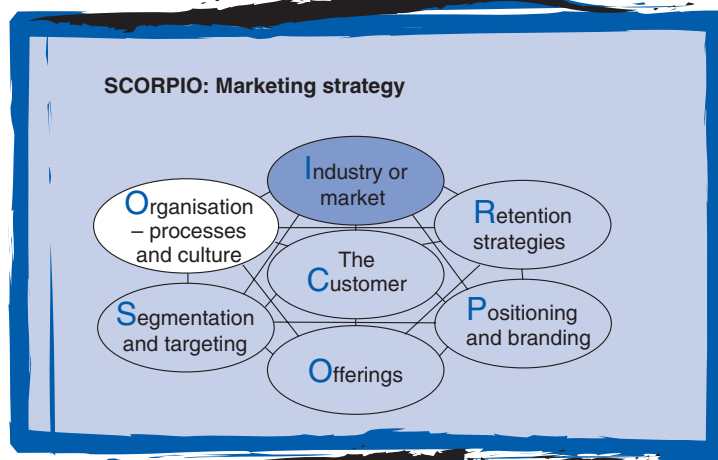 SCORPIO: Marketing strategy
Industry or
market
Organisation
– processes
and culture
Retention
strategies
The
Customer
Segmentation
and targeting
Positioning
and branding
Offerings